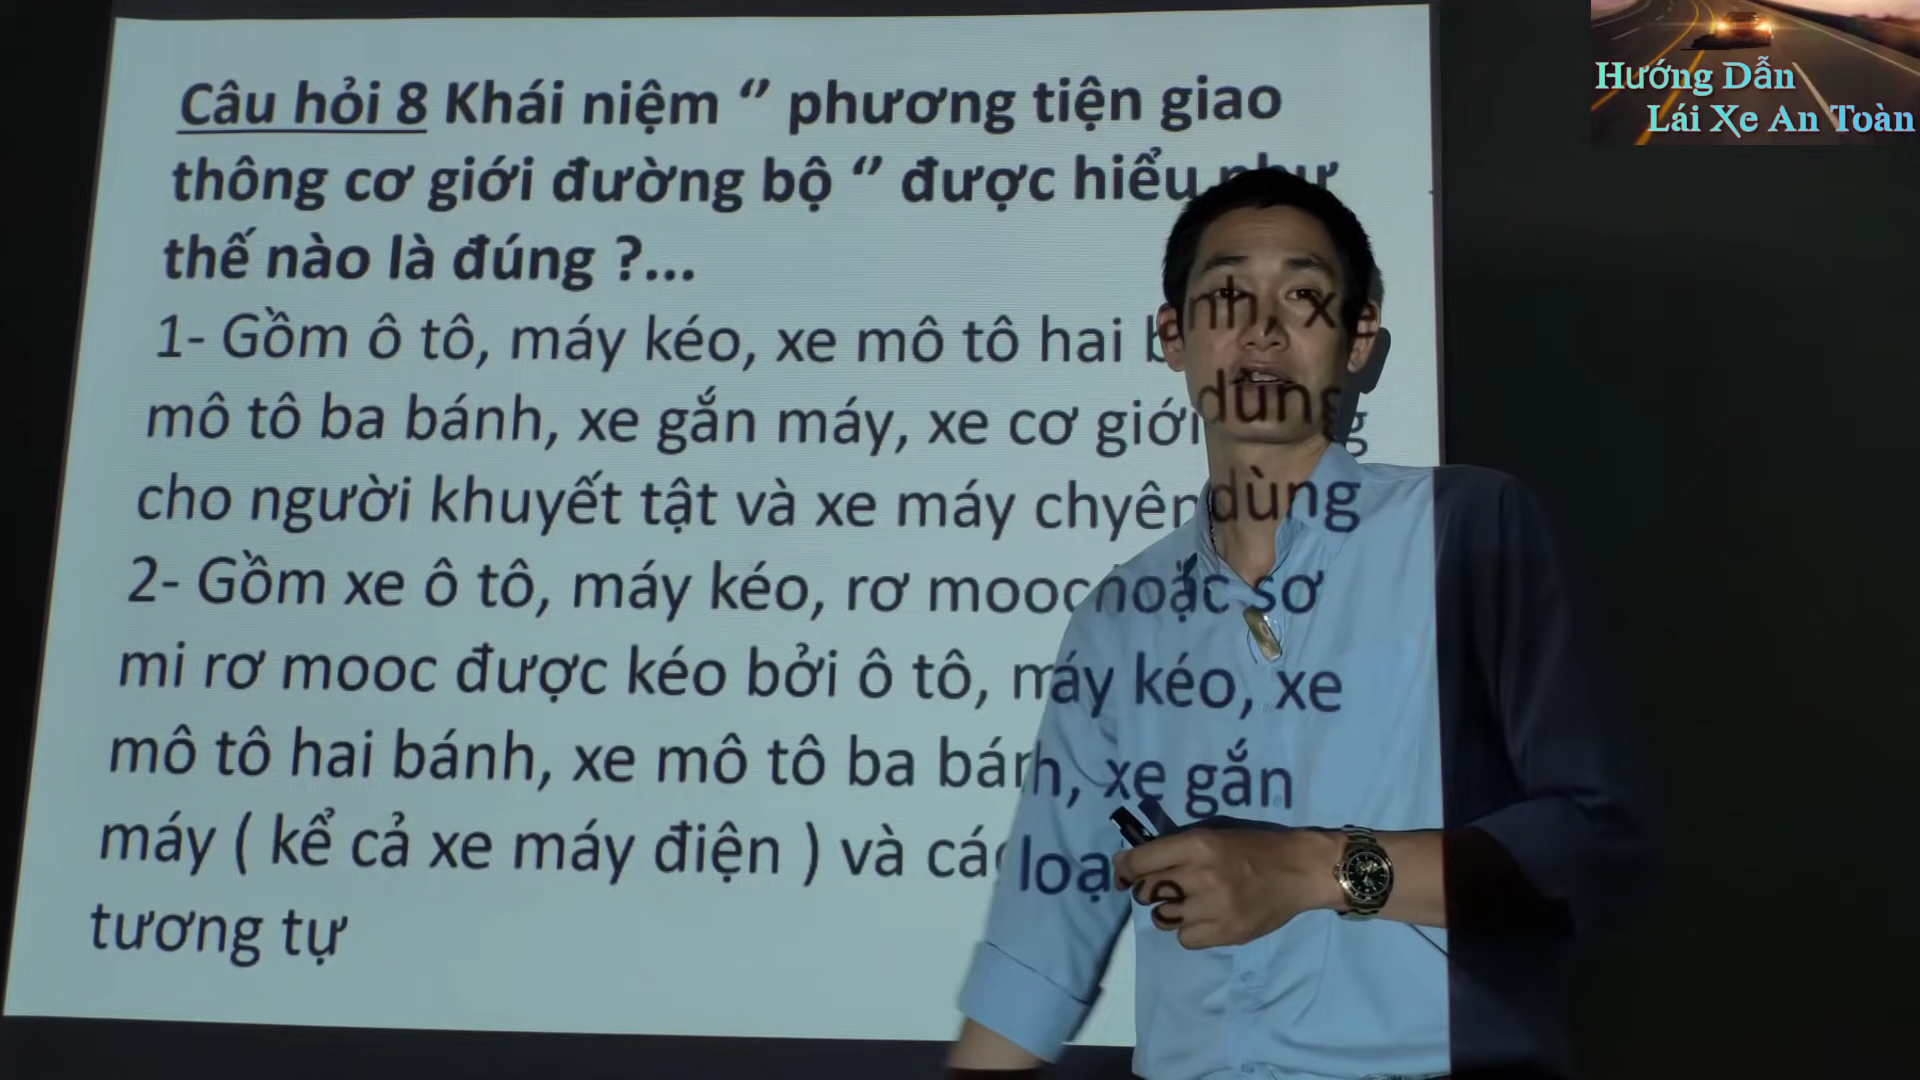 Câu hỏi 8 Khái niệm “ phương tiện giao
thông cơ giới đường bộ “ được hiểu như
thế nào là đúng ?...
1- Gồm ô tô, máy kéo, xe mô tô hai bánh, xe
mô tô ba bánh, xe gắn máy, xe cơ giới dùng
cho người khuyết tật và xe máy chyên dùng
2- Gồm xe ô tô, máy kéo, rơ mooc hoặc sơ
mi rơ mooc được kéo bởi ô tô, máy kéo, xe
mô tô hai bánh, xe mô tô ba bánh, xe gắn
máy ( kể cả xe máy điện ) và các loại xe
tương tự
Hướng Dẫn
Lái Xe An Toàn